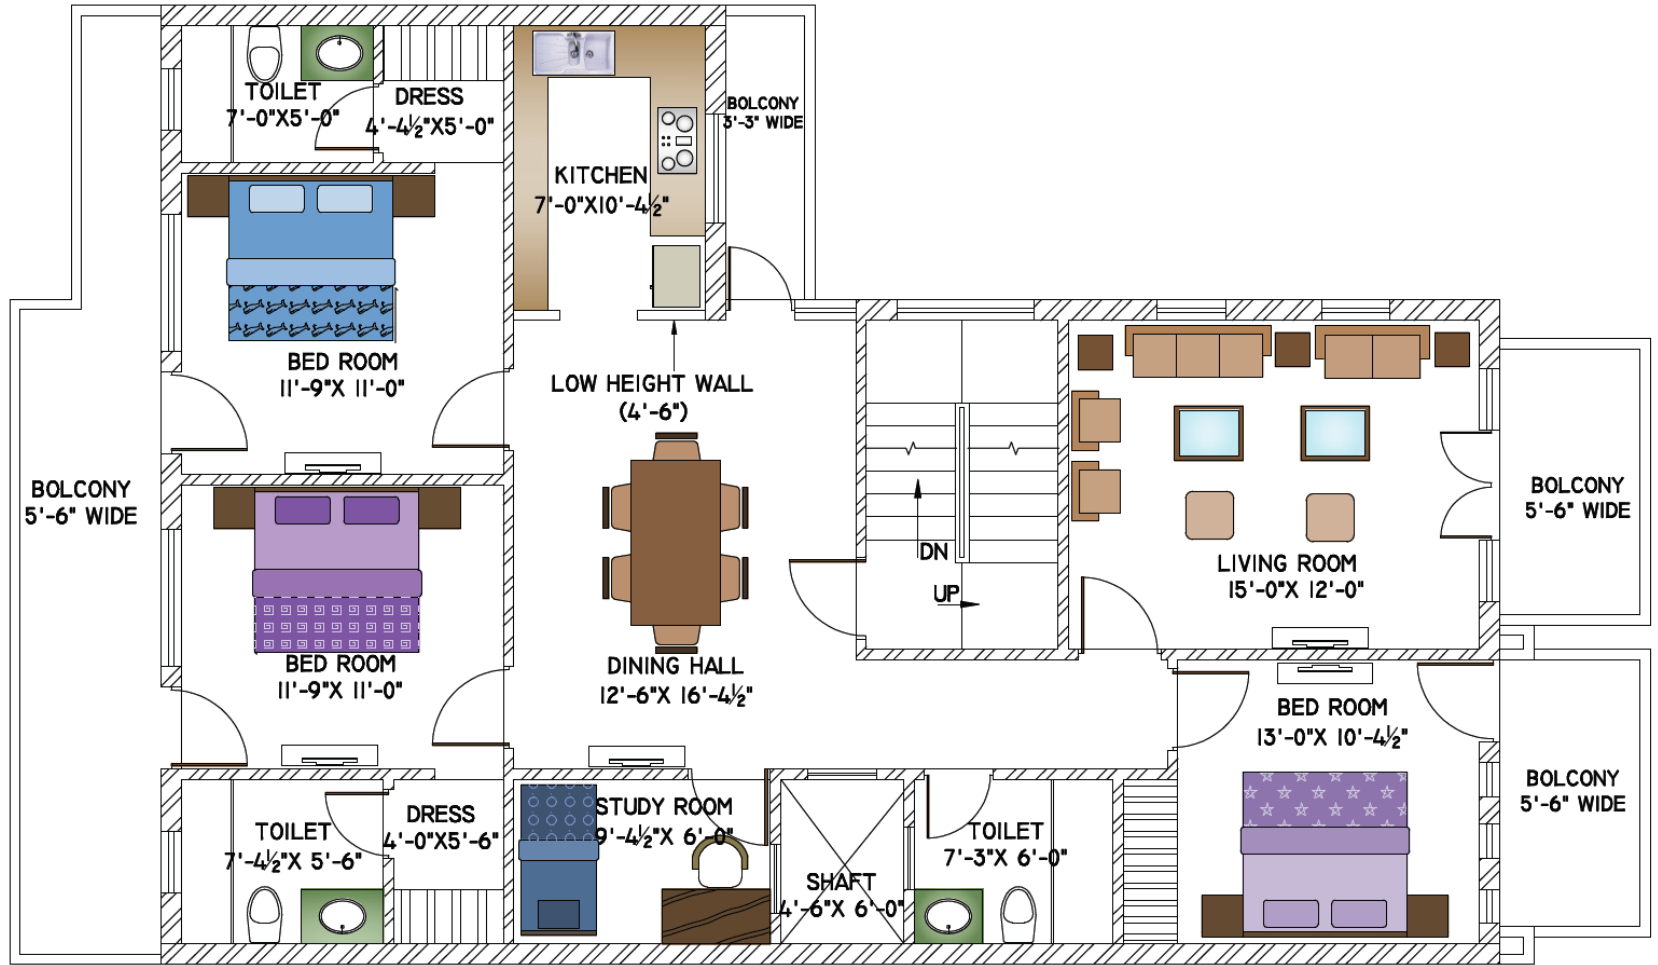 TOILET
7'-0"X5'-0"
DRESS
4'-4½"X5'-0"
BOLCONY
3'-3" WIDE
KITCHEN
7'-0"X10'-4½"
BED ROOM
11'-9"X 11'-0"
LOW HEIGHT WALL
(4'-6")
BOLCONY
5'-6" WIDE
BOLCONY
5'-6" WIDE
DN
UP
LIVING ROOM
15'-0"X 12'-0"
BED ROOM
11'-9"X 11'-0"
DINING HALL
12'-6"X 16'-4½"
BED ROOM
13'-0"X 10'-4½"
BOLCONY
5'-6" WIDE
TOILET
7'-4½"X 5'-6"
DRESS
4'-0"X5'-6"
STUDY ROOM
9'-4½"X 6'-0"
SHAFT
4'-6"X 6'-0"
TOILET
7'-3"X 6'-0"